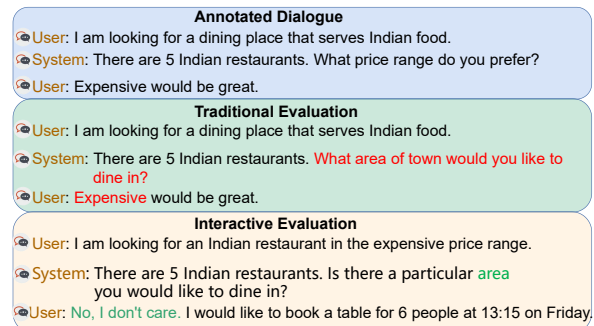 Annotated Dialogue
User: I am looking for a dining place that serves Indian food.
System: There are 5 Indian restaurants. What price range do you prefer?
User: Expensive would be great.
Traditional Evaluation
User: I am looking for a dining place that serves Indian food.
System: There are 5 Indian restaurants. What area of town would you like to
dine in?
User: Expensive would be great.
Interactive Evaluation
User: I am looking for an Indian restaurant in the expensive price range.
System: There are 5 Indian restaurants. Is there a particular area
you would like to dine in?
User: No, I don't care. I would like to book a table for 6 people at 13:15 on Friday.